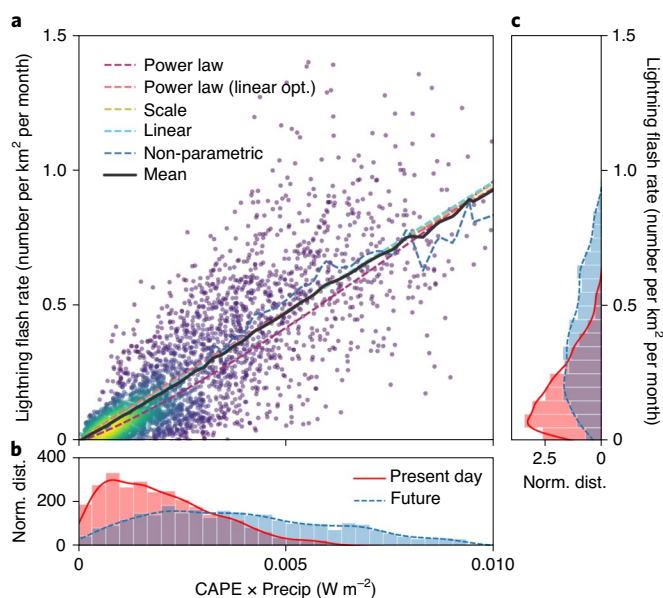 a
c
1.5
1.0
0.5
0
Lightning flash rate (number per km² per month)
Power law
Power law (linear opt.)
Scale
Linear
Non-parametric
Mean
1.5
1.0
0.5
0
Lightning flash rate (number per km² per month)
2.5
0
Norm. dist.
b
400
200
0
Norm. dist.
Present day
Future
0
0.005
0.010
CAPE × Precip (W m⁻²)